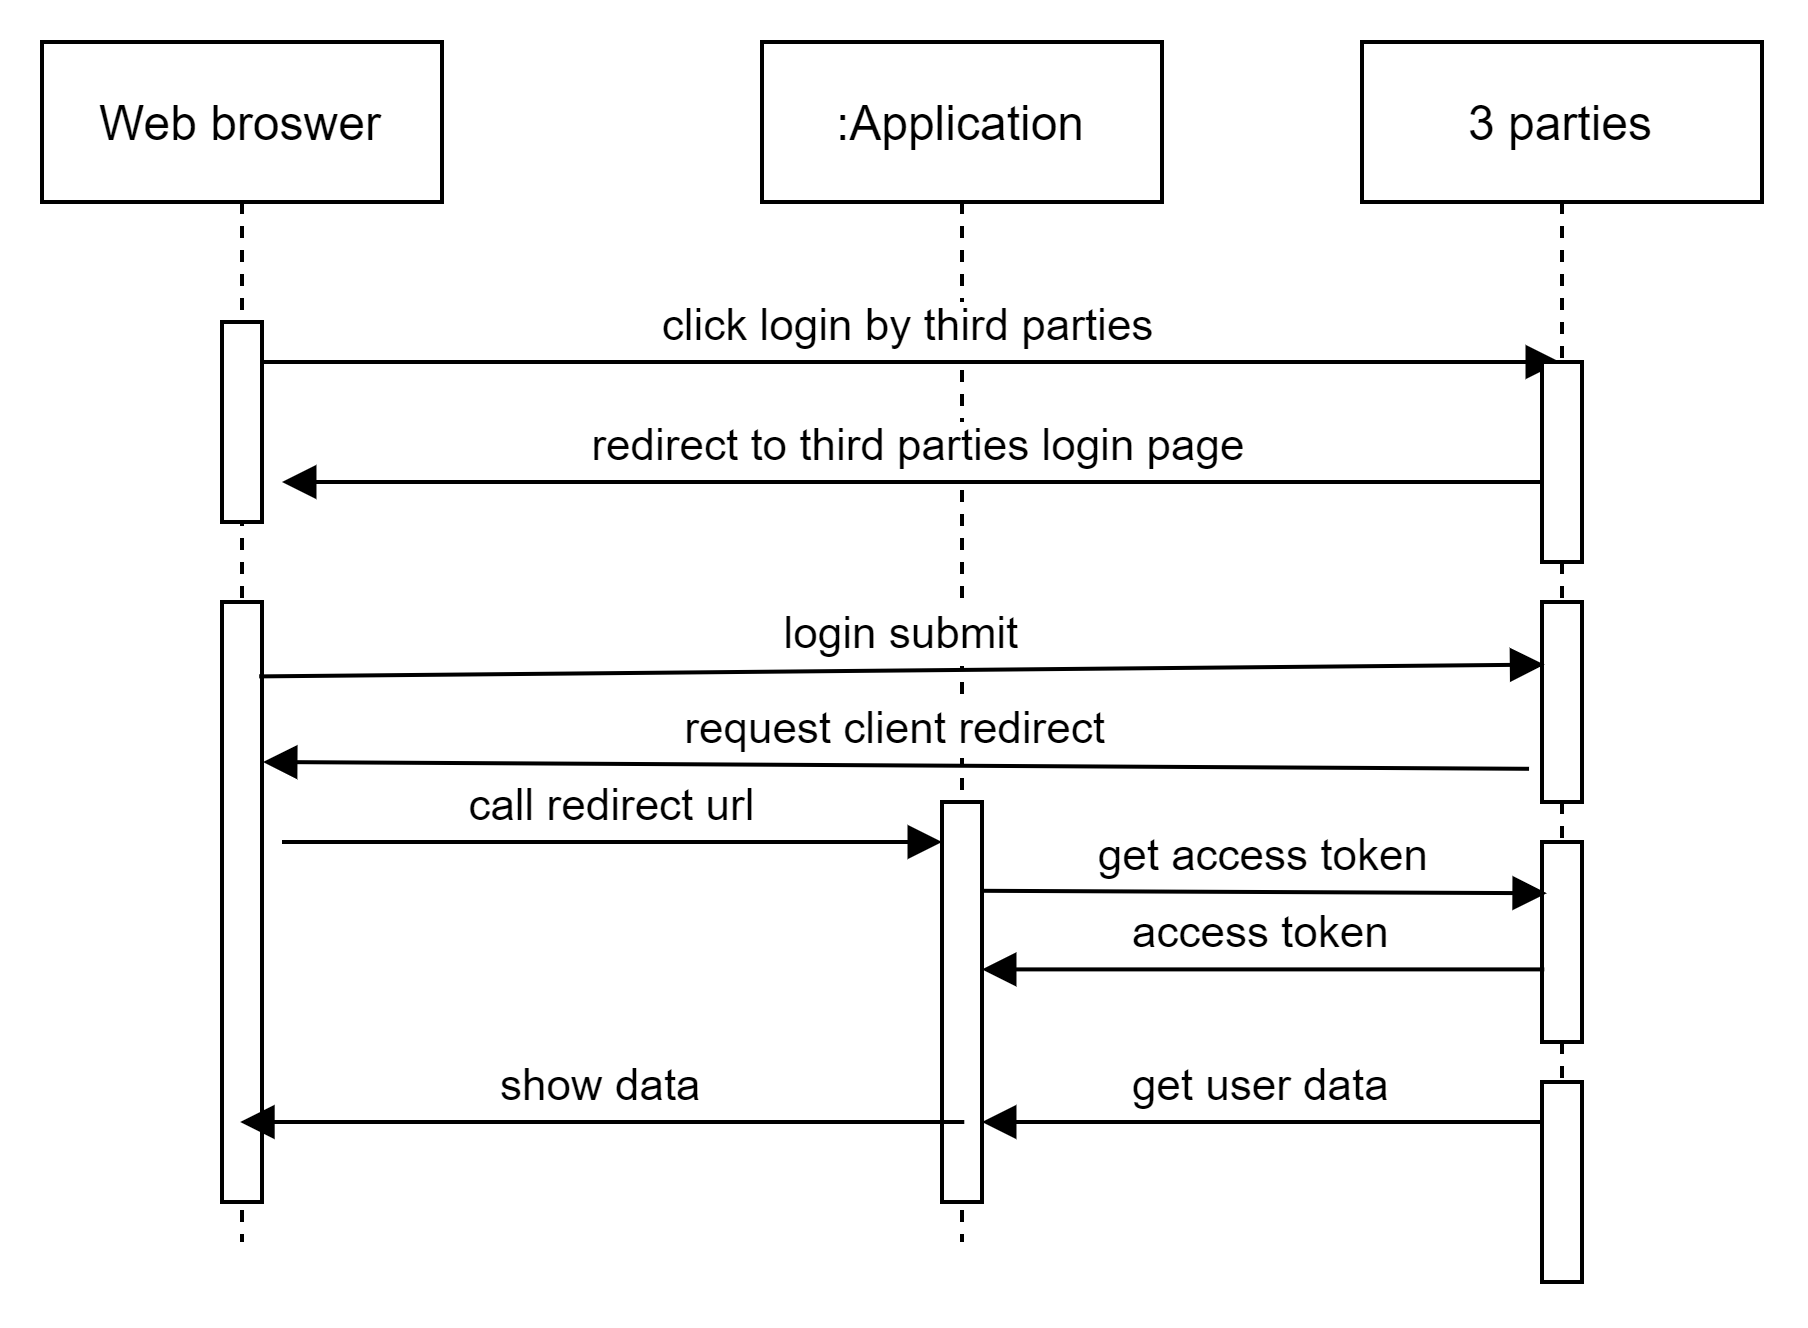 Web broswer
:Application
3 parties
click login by third parties
redirect to third parties login page
login submit
request client redirect
call redirect url
get access token
access token
show data
get user data